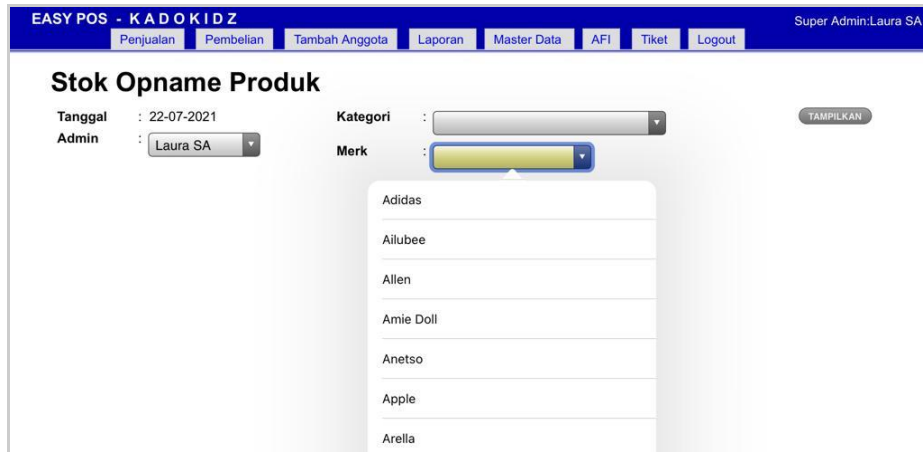 EASY POS - K A D O K I D Z
Super Admin:Laura SA
Penjualan Pembelian Tambah Anggota Laporan Master Data AFI Tiket Logout
Stok Opname Produk
Tanggal : 22-07-2021 Kategori : TAMPILKAN
Admin : Laura SA Merk :
Adidas
Ailubee
Allen
Amie Doll
Anetso
Apple
Arella